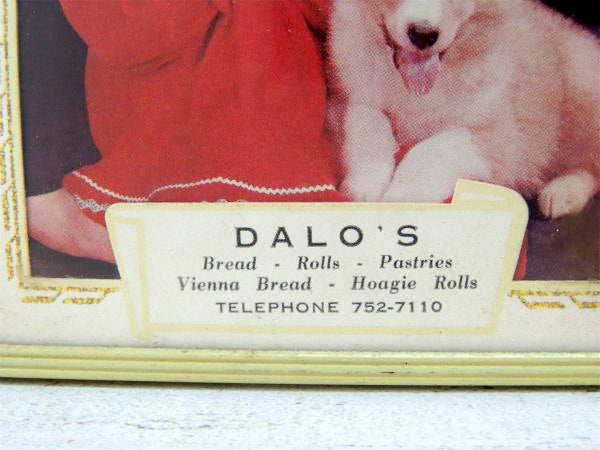 DALO'S
Bread - Rolls - Pastries
Vienna Bread - Hoagie Rolls
TELEPHONE 752-7110